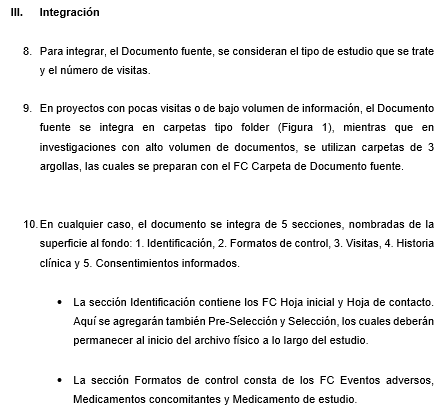 III. Integración
8. Para integrar, el Documento fuente, se consideran el tipo de estudio que se trate
y el número de visitas.
9. En proyectos con pocas visitas o de bajo volumen de información, el Documento
fuente se integra en carpetas tipo folder (Figura 1), mientras que en
investigaciones con alto volumen de documentos, se utilizan carpetas de 3
argollas, las cuales se preparan con el FC Carpeta de Documento fuente.
10. En cualquier caso, el documento se integra de 5 secciones, nombradas de la
superficie al fondo: 1. Identificación, 2. Formatos de control, 3. Visitas, 4. Historia
clínica y 5. Consentimientos informados.
• La sección Identificación contiene los FC Hoja inicial y Hoja de contacto.
Aquí se agregarán también Pre-Selección y Selección, los cuales deberán
permanecer al inicio del archivo físico a lo largo del estudio.
• La sección Formatos de control consta de los FC Eventos adversos,
Medicamentos concomitantes y Medicamento de estudio.